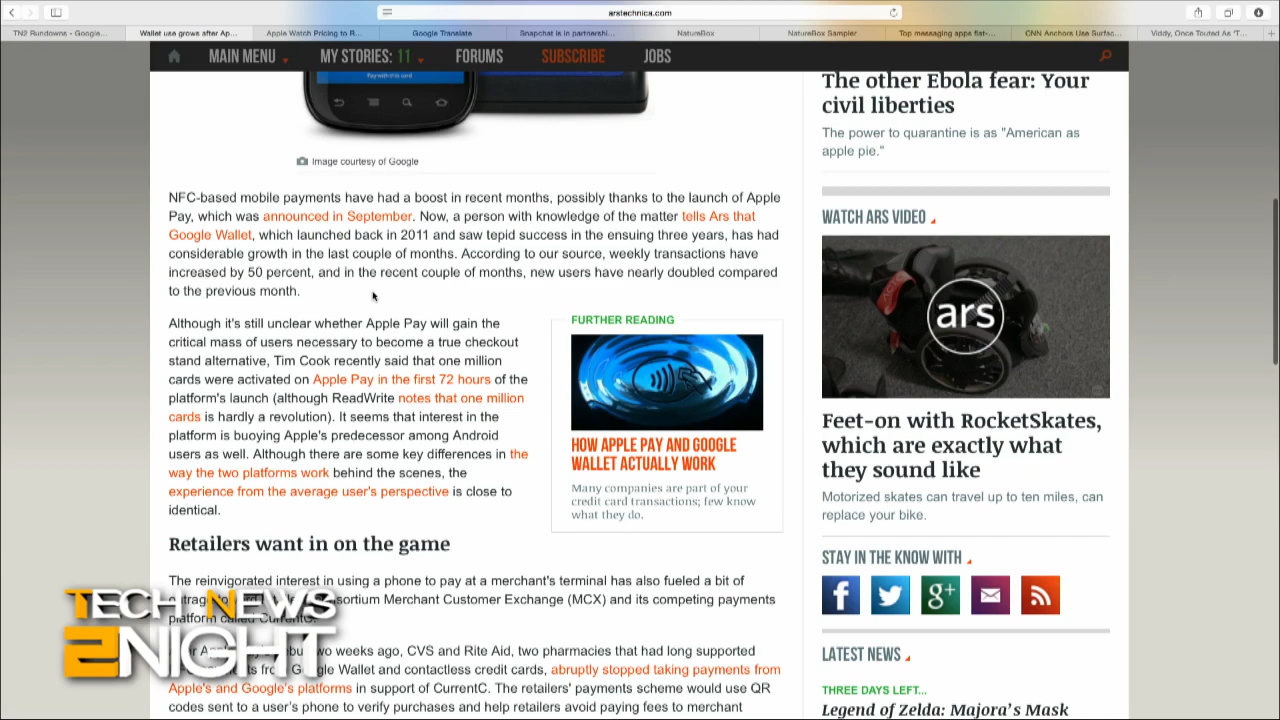 arstechnica.com
TN2 Rundowns - Google...
Wallet use grows after Ap...
Apple Watch Pricing to R...
Google Translate
Snapchat is in partnershi...
NatureBox
NatureBox Sampler
Top messaging apps flat-...
CNN Anchors Use Surfac...
Viddy, Once Touted As 'T...
MAIN MENU
MY STORIES: 11
FORUMS
SUBSCRIBE
JOBS
Pay with this card
Image courtesy of Google
NFC-based mobile payments have had a boost in recent months, possibly thanks to the launch of Apple
Pay, which was announced in September. Now, a person with knowledge of the matter tells Ars that
Google Wallet, which launched back in 2011 and saw tepid success in the ensuing three years, has had
considerable growth in the last couple of months. According to our source, weekly transactions have
increased by 50 percent, and in the recent couple of months, new users have nearly doubled compared
to the previous month.
Although it's still unclear whether Apple Pay will gain the
critical mass of users necessary to become a true checkout
stand alternative, Tim Cook recently said that one million
cards were activated on Apple Pay in the first 72 hours of the
platform's launch (although ReadWrite notes that one million
cards is hardly a revolution). It seems that interest in the
platform is buoying Apple's predecessor among Android
users as well. Although there are some key differences in the
way the two platforms work behind the scenes, the
experience from the average user's perspective is close to
identical.
FURTHER READING
HOW APPLE PAY AND GOOGLE
WALLET ACTUALLY WORK
Many companies are part of your
credit card transactions; few know
what they do.
Retailers want in on the game
The reinvigorated interest in using a phone to pay at a merchant's terminal has also fueled a bit of
consortium Merchant Customer Exchange (MCX) and its competing payments
platform called CurrentC.
two weeks ago, CVS and Rite Aid, two pharmacies that had long supported
Google Wallet and contactless credit cards, abruptly stopped taking payments from
Apple's and Google's platforms in support of CurrentC. The retailers' payments scheme would use QR
codes sent to a user's phone to verify purchases and help retailers avoid paying fees to merchant
TECH NEWS
2NIGHT
The other Ebola fear: Your
civil liberties
The power to quarantine is as "American as
apple pie."
WATCH ARS VIDEO
ars
Feet-on with RocketSkates,
which are exactly what
they sound like
Motorized skates can travel up to ten miles, can
replace your bike.
STAY IN THE KNOW WITH
f
g+
LATEST NEWS
THREE DAYS LEFT...
Legend of Zelda: Majora's Mask